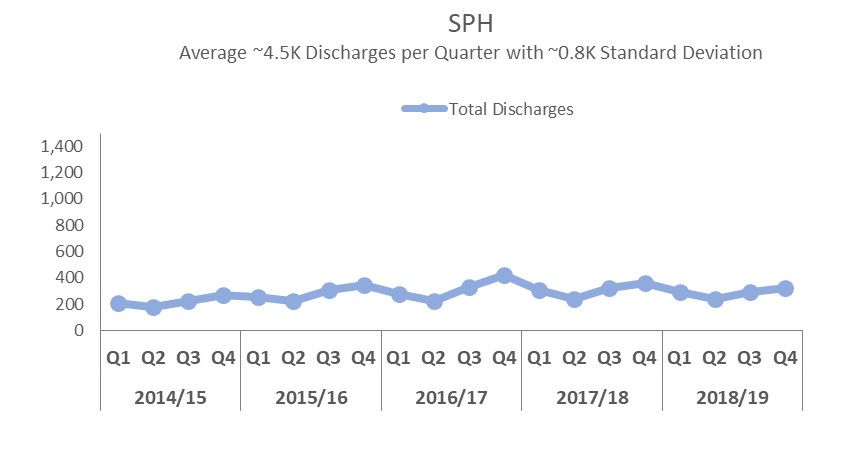 SPH
Average ~4.5K Discharges per Quarter with ~0.8K Standard Deviation
Total Discharges
1,400
1,200
1,000
800
600
400
200
0
Q1 Q2 Q3 Q4 Q1 Q2 Q3 Q4 Q1 Q2 Q3 Q4 Q1 Q2 Q3 Q4 Q1 Q2 Q3 Q4
2014/15 2015/16 2016/17 2017/18 2018/19